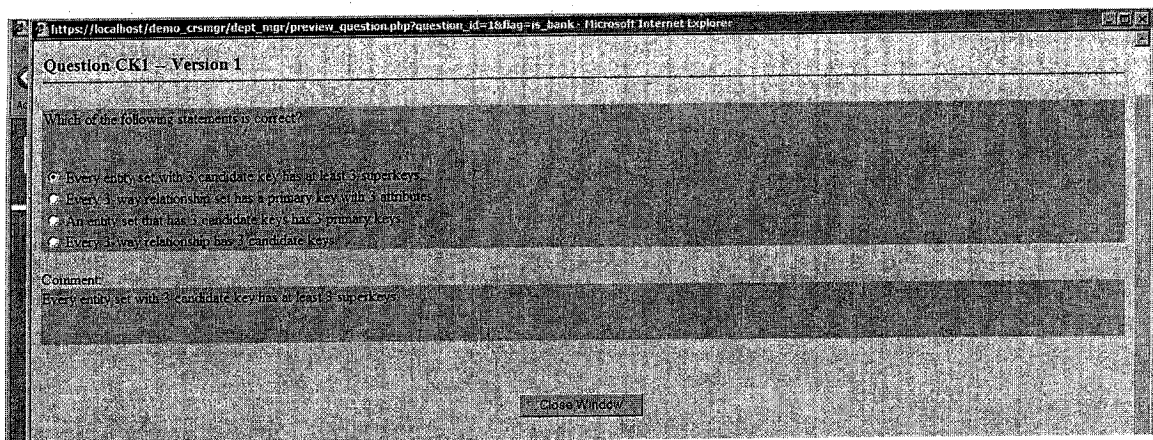 https://localhost/demo_crsmgr/dept_mgr/preview_question.php?question_id=1&flag=is_bank - Microsoft Internet Explorer
Question CK1 -- Version 1
Which of the following statements is correct?
Every entity set with 3 candidate key has at least 3 superkeys.
Every 3-way relationship set has a primary key with 3 attributes.
An entity set that has 3 candidate keys has 3 primary keys.
Every 3-way relationship has 3 candidate keys.
Comment:
Every entity set with 3 candidate key has at least 3 superkeys.
Close Window